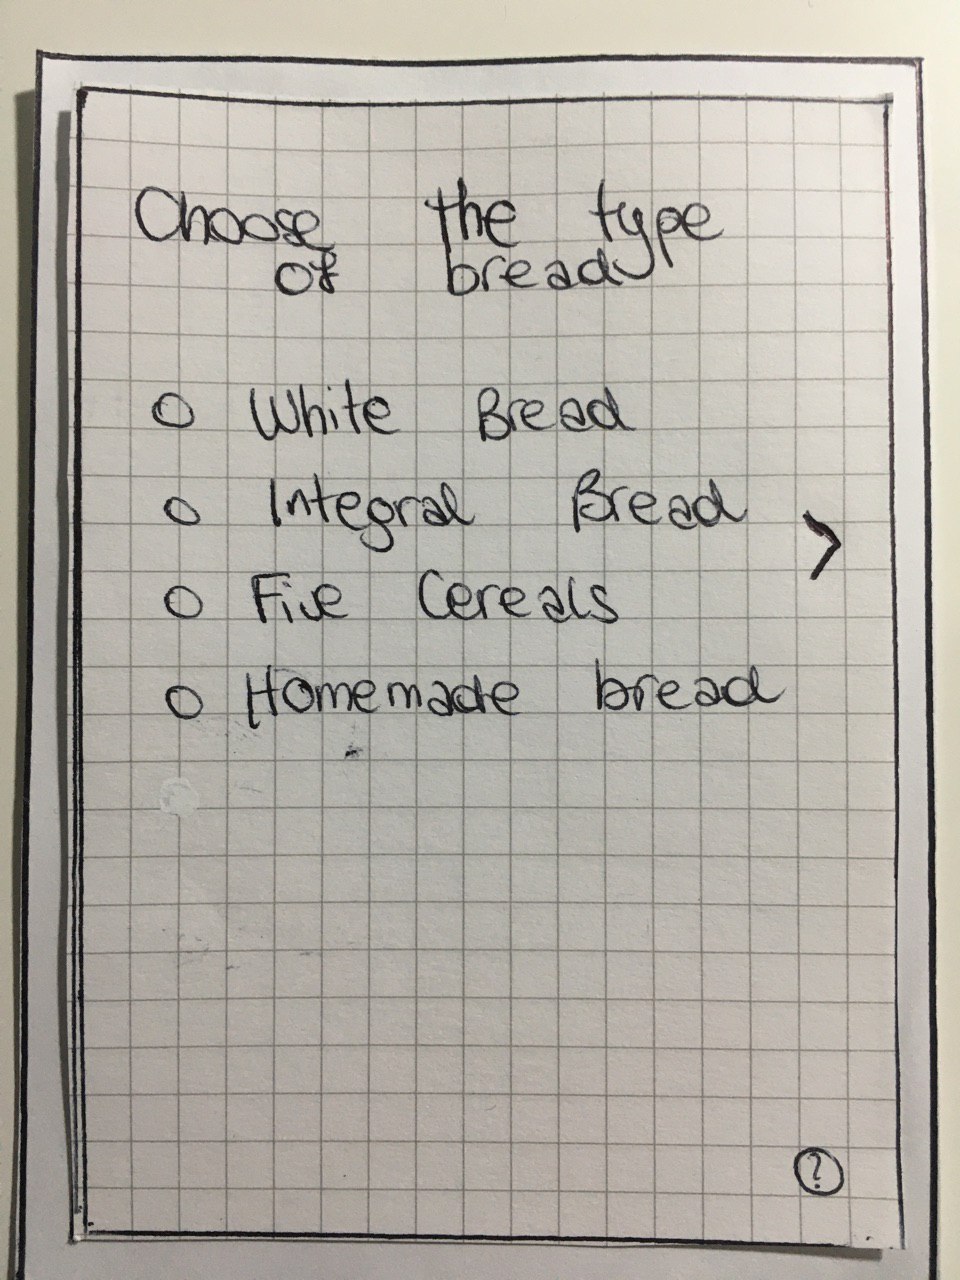 Choose the type
of bread
O White Bread
O Integral Bread
>
O Five Cereals
O Homemade bread
?